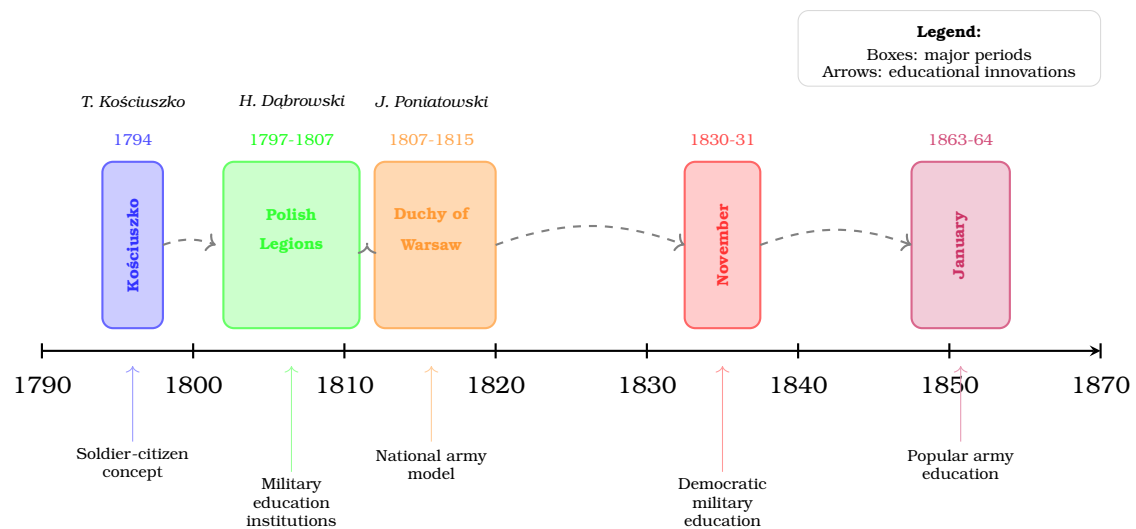 Legend:
Boxes: major periods
Arrows: educational innovations
T. Kościuszko
H. Dąbrowski
J. Poniatowski
1794
1797-1807
1807-1815
1830-31
1863-64
Kościuszko
Polish
Legions
Duchy of
Warsaw
November
January
1790
1800
1810
1820
1830
1840
1850
1870
Soldier-citizen
concept
Military
education
institutions
National army
model
Democratic
military
education
Popular army
education